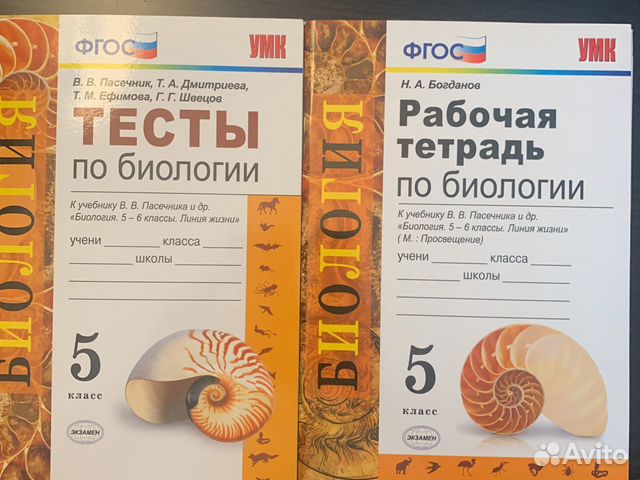 БИОЛОГИЯ
ФГОС
УМК
В. В. Пасечник, Т. А. Дмитриева,
Т. М. Ефимова, Г. Г. Швецов
ТЕСТЫ
по биологии
К учебнику В. В. Пасечника и др.
«Биология. 5 – 6 классы. Линия жизни»
учени класса
школы
5
класс
ЭКЗАМЕН
БИОЛОГИЯ
ФГОС
УМК
Н. А. Богданов
Рабочая
тетрадь
по биологии
К учебнику В. В. Пасечника и др.
«Биология. 5 – 6 классы. Линия жизни»
( М. : Просвещение)
учени класса
школы
5
класс
ЭКЗАМЕН
Avito